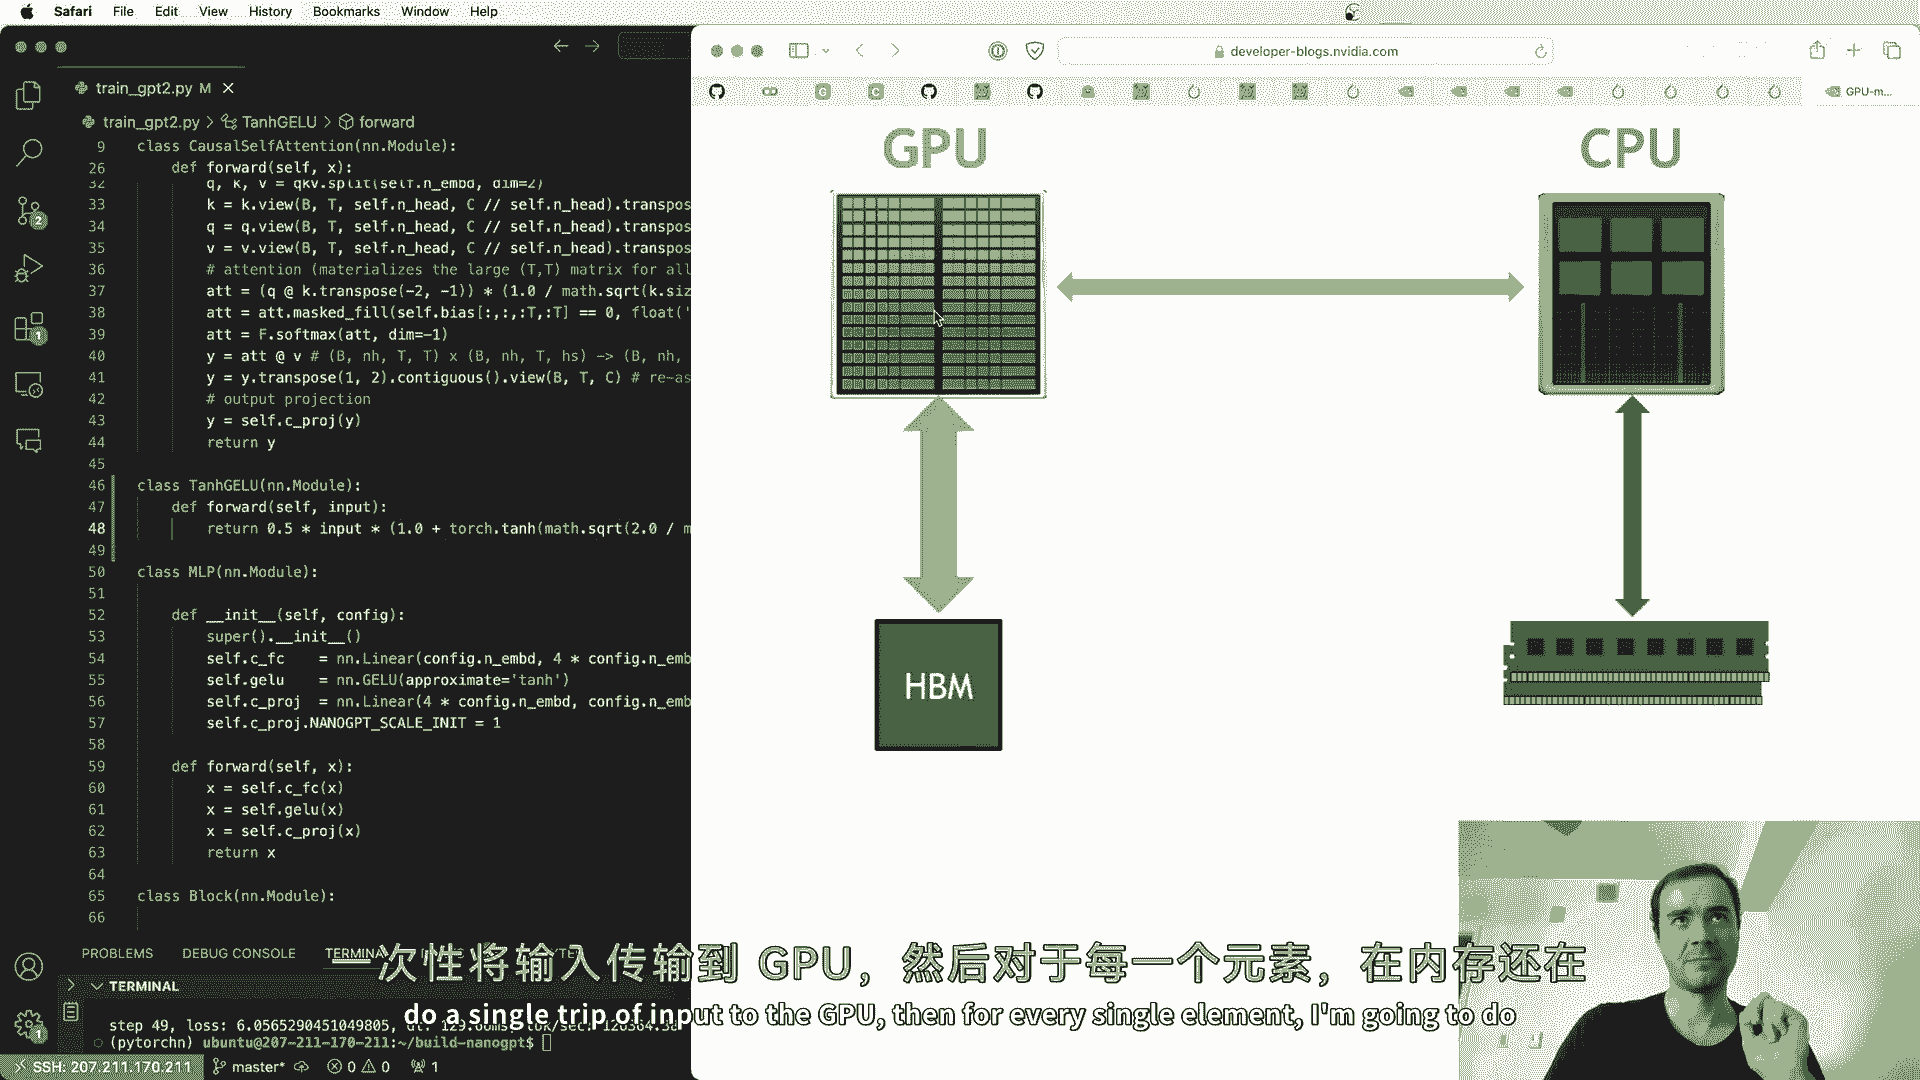 Safari File Edit View History Bookmarks Window Help
train_gpt2.py M
train_gpt2.py > TanhGELU > forward
9 class CausalSelfAttention(nn.Module):
26 def forward(self, x):
32 q, k, v = qkv.split(self.n_embd, dim=2)
33 k = k.view(B, T, self.n_head, C // self.n_head).transpos
34 q = q.view(B, T, self.n_head, C // self.n_head).transpos
35 v = v.view(B, T, self.n_head, C // self.n_head).transpos
36 # attention (materializes the large (T,T) matrix for all
37 att = (q @ k.transpose(-2, -1)) * (1.0 / math.sqrt(k.siz
38 att = att.masked_fill(self.bias[:,:,:T,:T] == 0, float('
39 att = F.softmax(att, dim=-1)
40 y = att @ v # (B, nh, T, T) x (B, nh, T, hs) -> (B, nh,
41 y = y.transpose(1, 2).contiguous().view(B, T, C) # re-as
42 # output projection
43 y = self.c_proj(y)
44 return y
45
46 class TanhGELU(nn.Module):
47 def forward(self, input):
48 return 0.5 * input * (1.0 + torch.tanh(math.sqrt(2.0 / m
49
50 class MLP(nn.Module):
51
52 def __init__(self, config):
53 super().__init__()
54 self.c_fc = nn.Linear(config.n_embd, 4 * config.n_emb
55 self.gelu = nn.GELU(approximate='tanh')
56 self.c_proj = nn.Linear(4 * config.n_embd, config.n_emb
57 self.c_proj.NANOGPT_SCALE_INIT = 1
58
59 def forward(self, x):
60 x = self.c_fc(x)
61 x = self.gelu(x)
62 x = self.c_proj(x)
63 return x
64
65 class Block(nn.Module):
66
PROBLEMS DEBUG CONSOLE
TERMINAL
step 49, loss: 6.0565290451049805,
(pytorchn) ubuntu@207-211-170-211:~/build-nanogpt$
SSH: 207.211.170.211 master* 0 0 1
2
1
1
developer-blogs.nvidia.com
GPU-m...
GPU
CPU
HBM
一次性将输入传输到 GPU，然后对于每一个元素，在内存还在
do a single trip of input to the GPU, then for every single element, I'm going to do